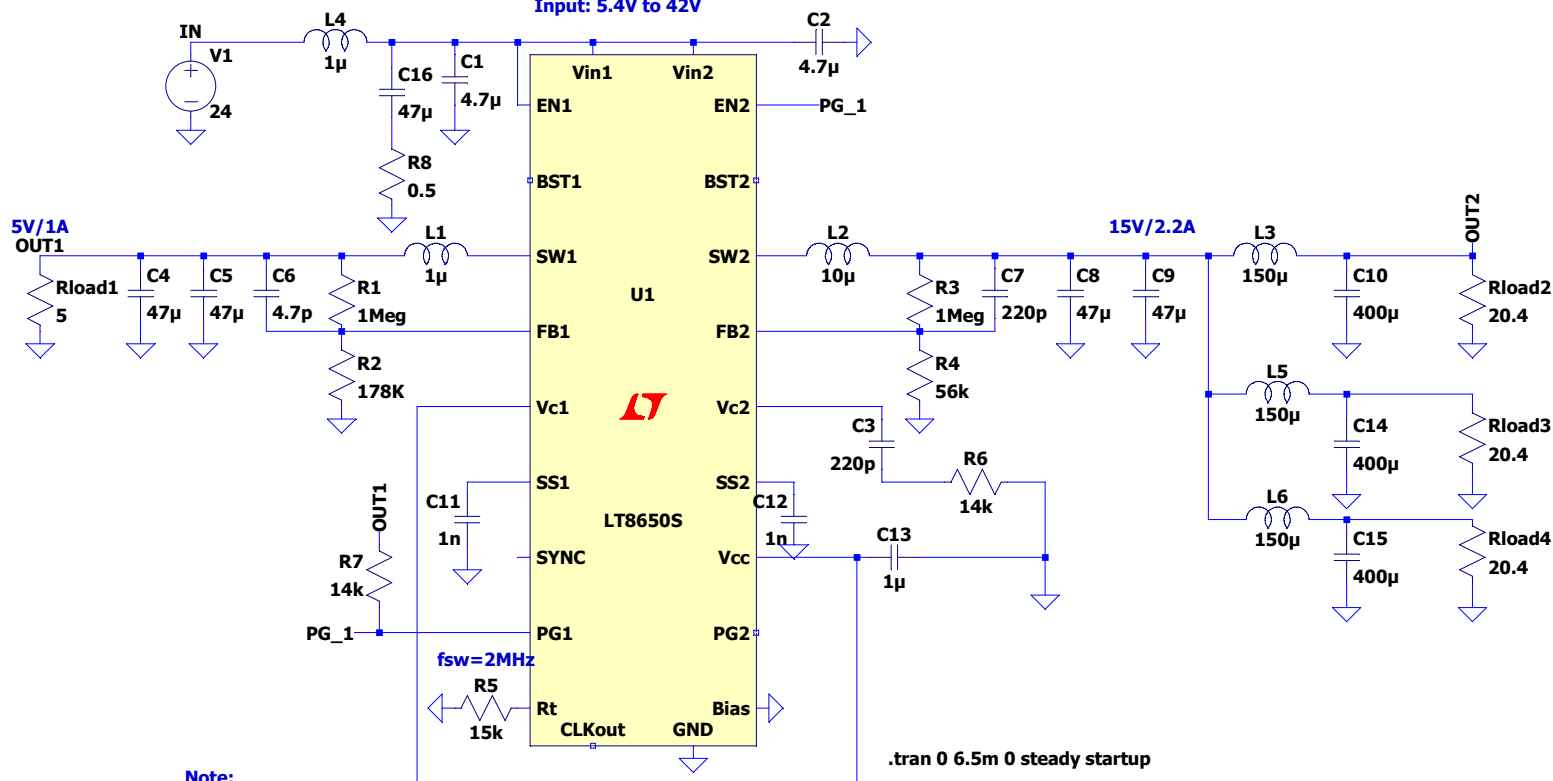 Input: 5.4V to 42V
IN
L4
1µ
V1
24
C16
47µ
C1
4.7µ
C2
4.7µ
R8
0.5
Vin1
Vin2
EN1
EN2
PG_1
BST1
BST2
5V/1A
OUT1
L1
1µ
SW1
SW2
L2
10µ
15V/2.2A
L3
150µ
OUT2
Rload1
5
C4
47µ
C5
47µ
C6
4.7p
R1
1Meg
U1
R3
1Meg
C7
220p
C8
47µ
C9
47µ
C10
400µ
Rload2
20.4
FB1
FB2
R2
178K
R4
56k
L5
150µ
C14
400µ
Rload3
20.4
Vc1
Vc2
C3
220p
R6
14k
SS1
SS2
C11
1n
LT8650S
C12
1n
L6
150µ
C15
400µ
Rload4
20.4
OUT1
R7
14k
SYNC
Vcc
C13
1µ
PG_1
PG1
PG2
fsw=2MHz
R5
15k
Rt
Bias
CLKout
GND
.tran 0 6.5m 0 steady startup
Note: